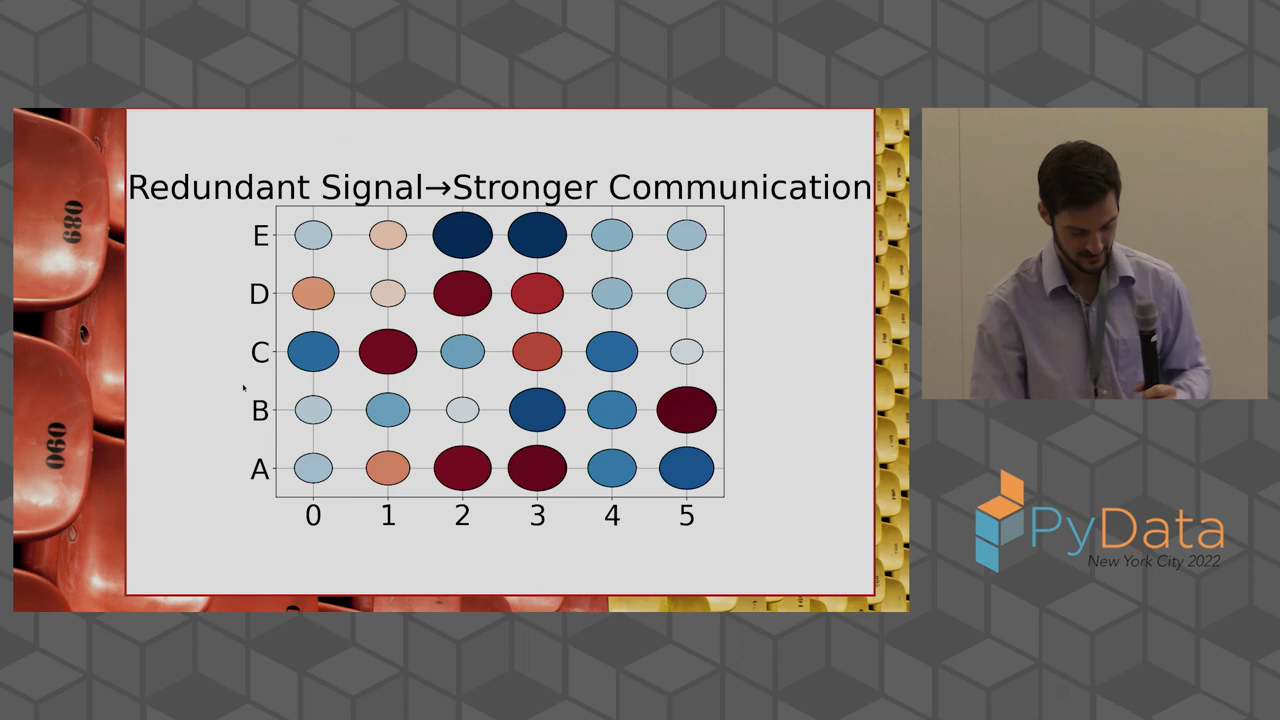 Redundant Signal→Stronger Communication
E
D
C
B
A
0 1 2 3 4 5
680
060
PyData
New York City 2022